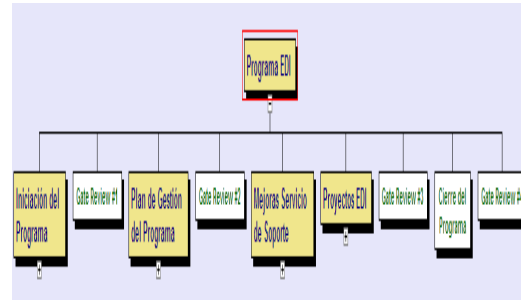 Programa EDI
Iniciación del
Programa
Gate Review #1
Plan de Gestión
del Programa
Gate Review #2
Mejoras Servicio
de Soporte
Proyectos EDI
Gate Review #3
Cierre del
Programa
Gate Review #4